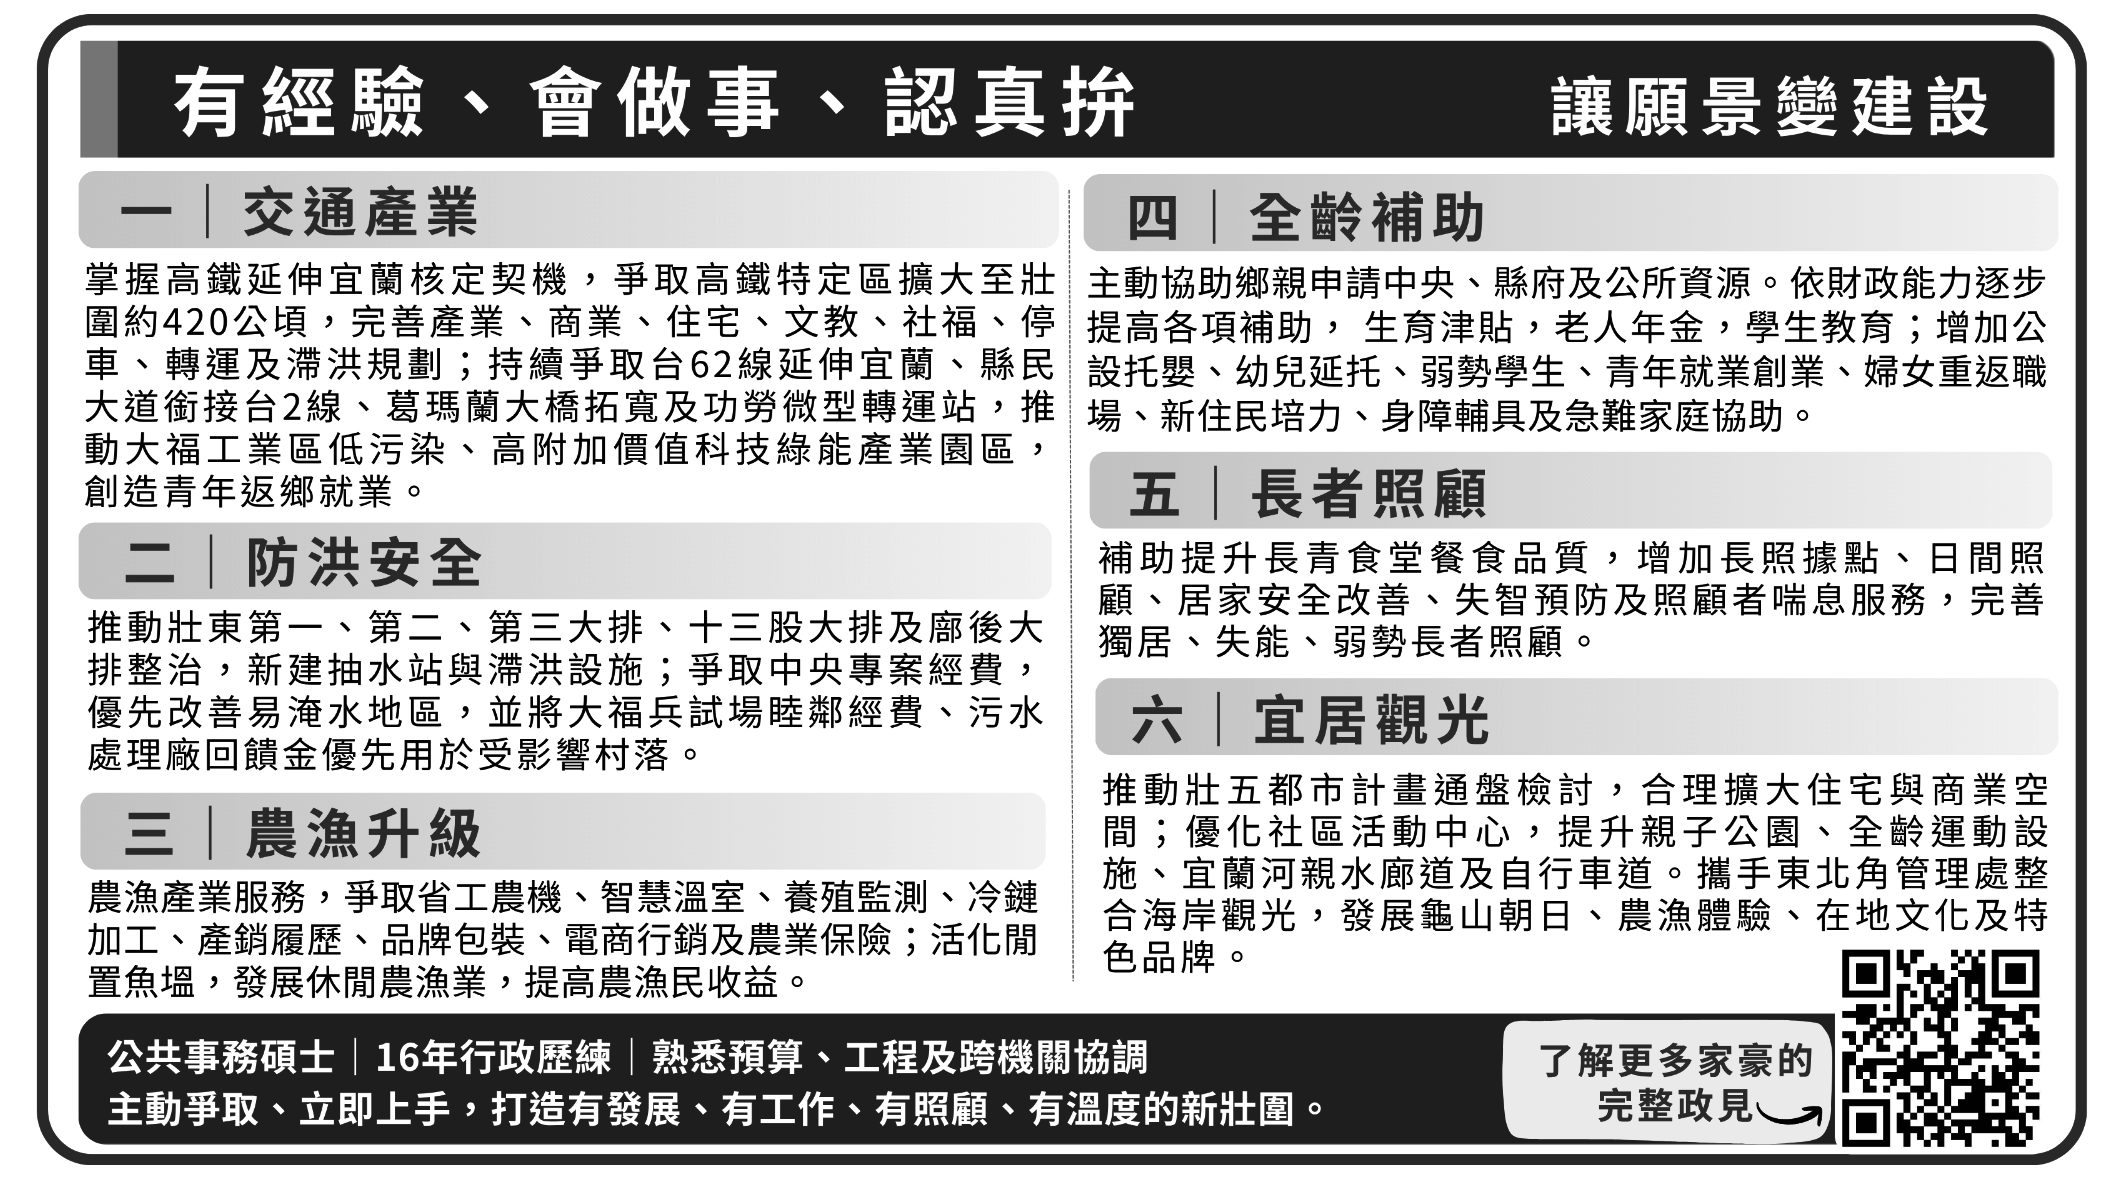 有經驗、會做事、認真拚
讓願景變建設
一｜交通產業
掌握高鐵延伸宜蘭核定契機，爭取高鐵特定區擴大至壯
圍約420公頃，完善產業、商業、住宅、文教、社福、停
車、轉運及滯洪規劃；持續爭取台62線延伸宜蘭、縣民
大道銜接台2線、葛瑪蘭大橋拓寬及功勞微型轉運站，推
動大福工業區低污染、高附加價值科技綠能產業園區，
創造青年返鄉就業。
二｜防洪安全
推動壯東第一、第二、第三大排、十三股大排及廍後大
排整治，新建抽水站與滯洪設施；爭取中央專案經費，
優先改善易淹水地區，並將大福兵試場睦鄰經費、污水
處理廠回饋金優先用於受影響村落。
三｜農漁升級
農漁產業服務，爭取省工農機、智慧溫室、養殖監測、冷鏈
加工、產銷履歷、品牌包裝、電商行銷及農業保險；活化閒
置魚塭，發展休閒農漁業，提高農漁民收益。
四｜全齡補助
主動協助鄉親申請中央、縣府及公所資源。依財政能力逐步
提高各項補助， 生育津貼，老人年金，學生教育；增加公
設托嬰、幼兒延托、弱勢學生、青年就業創業、婦女重返職
場、新住民培力、身障輔具及急難家庭協助。
五｜長者照顧
補助提升長青食堂餐食品質，增加長照據點、日間照
顧、居家安全改善、失智預防及照顧者喘息服務，完善
獨居、失能、弱勢長者照顧。
六｜宜居觀光
推動壯五都市計畫通盤檢討，合理擴大住宅與商業空
間；優化社區活動中心，提升親子公園、全齡運動設
施、宜蘭河親水廊道及自行車道。攜手東北角管理處整
合海岸觀光，發展龜山朝日、農漁體驗、在地文化及特
色品牌。
公共事務碩士｜16年行政歷練｜熟悉預算、工程及跨機關協調
主動爭取、立即上手，打造有發展、有工作、有照顧、有溫度的新壯圍。
了解更多家豪的
完整政見